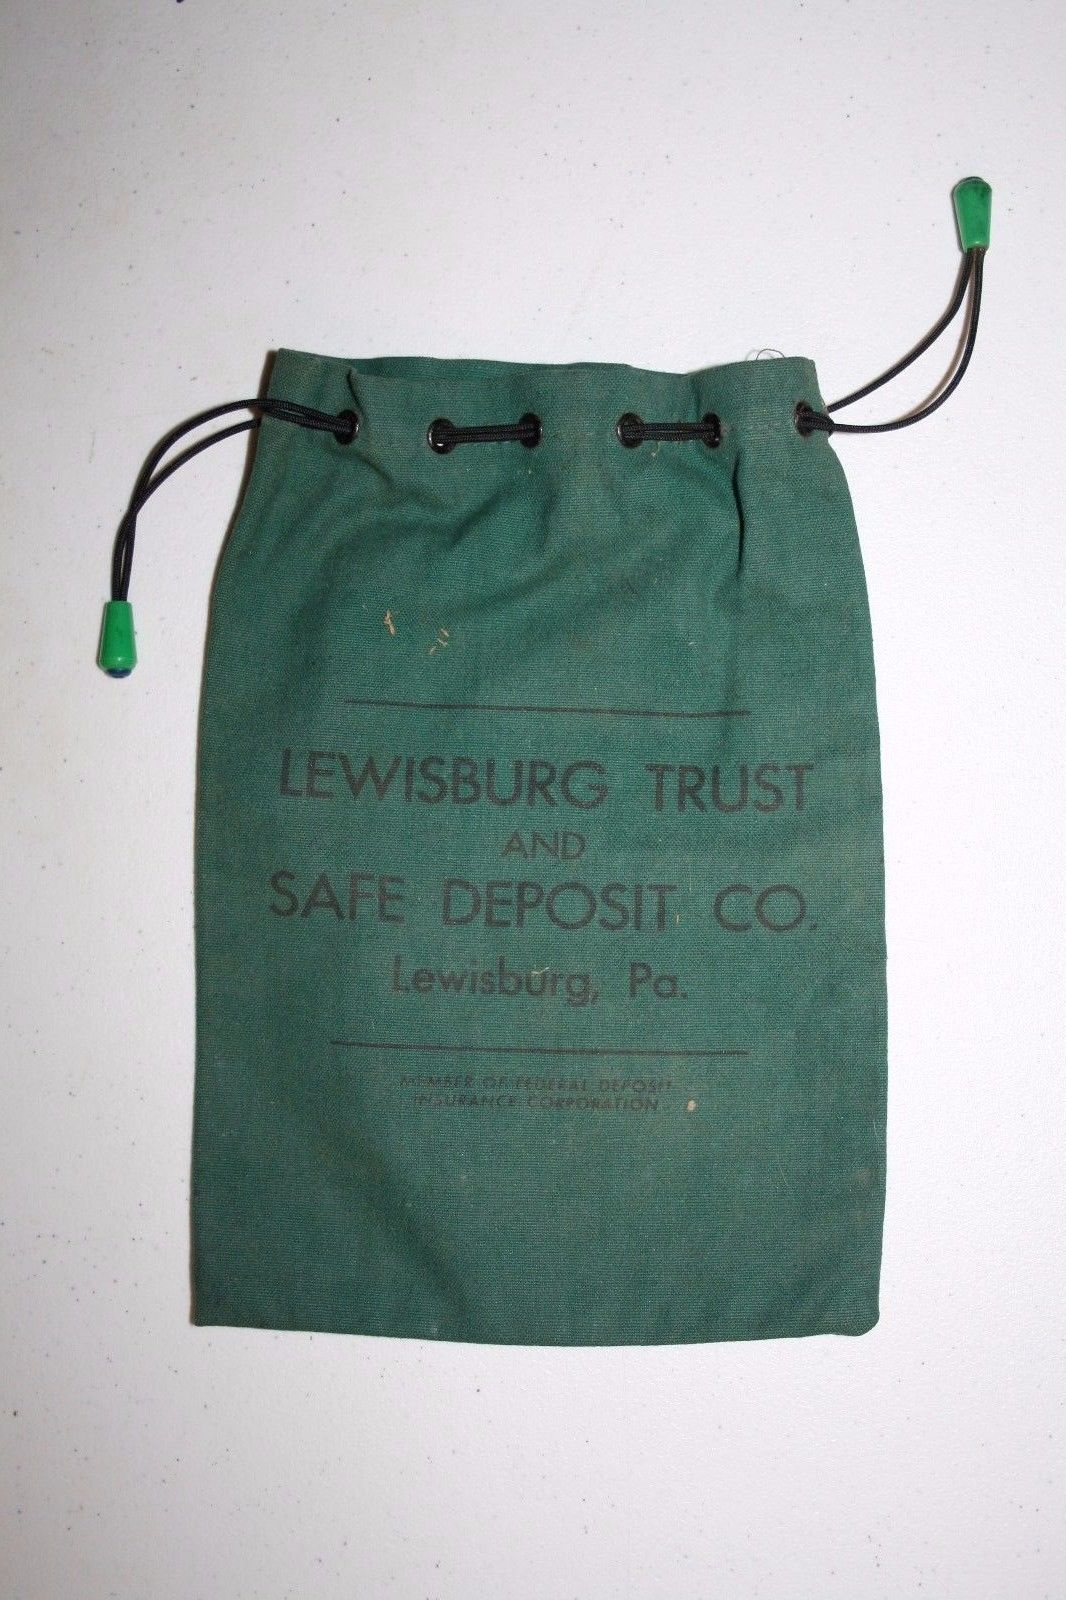 LEWISBURG TRUST
AND
SAFE DEPOSIT CO.
Lewisburg, Pa.
MEMBER OF FEDERAL DEPOSIT
INSURANCE CORPORATION